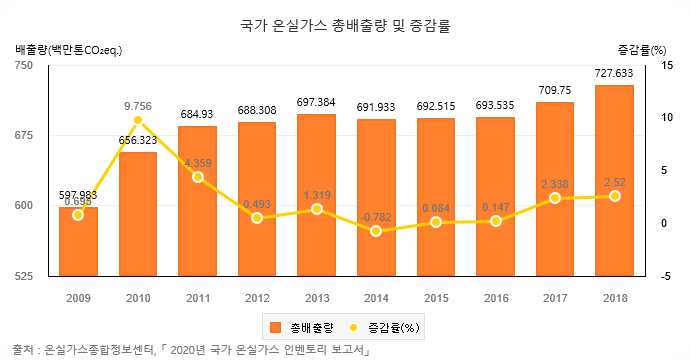 국가 온실가스 총배출량 및 증감률
배출량(백만톤CO₂eq.) 증감률(%)
750 15
727.633
709.75
697.384
688.308 691.933 692.515 693.535
684.93
9.756 10
675
656.323
4.359 5
597.983 0.695 0.493 1.319 -0.782 0.084 0.147 2.338 2.52
600 0
525 -5
2009 2010 2011 2012 2013 2014 2015 2016 2017 2018
총배출량 증감률(%)
출처 : 온실가스종합정보센터, 「 2020년 국가 온실가스 인벤토리 보고서」